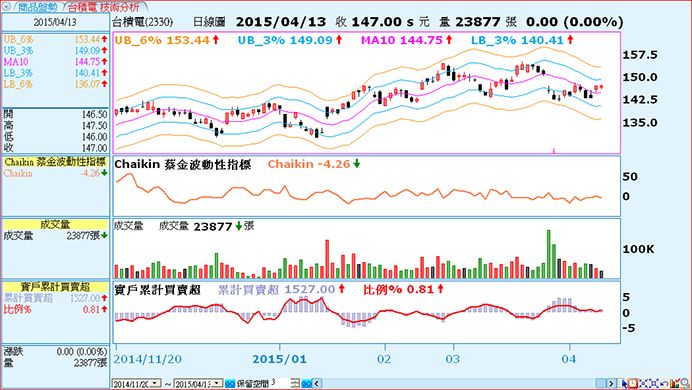 商品盤勢 台積電 技術分析
2015/04/13
台積電(2330) 日線圖 2015/04/13 收 147.00 s 元 量 23877 張 0.00 (0.00%)
UB_6% 153.44
UB_3% 149.09
MA10 144.75
LB_3% 140.41
LB_6% 136.07
開 146.50
高 147.50
低 146.00
收 147.00
UB_6% 153.44 UB_3% 149.09 MA10 144.75 LB_3% 140.41
157.5
150.0
142.5
135.0
Chaikin 蔡金波動性指標
Chaikin -4.26
Chaikin 蔡金波動性指標 Chaikin -4.26
50
0
成交量
成交量 23877張
成交量 成交量 23877 張
100K
實戶累計買賣超
累計買賣超 1527.00
比例% 0.81
實戶累計買賣超 累計買賣超 1527.00 比例% 0.81
5
0
-5
漲跌 0.00 (0.00%)
量 23877張
2014/11/20 2015/01 02 03 04
2014/11/20 ~ 2015/04/13 保留空間 3